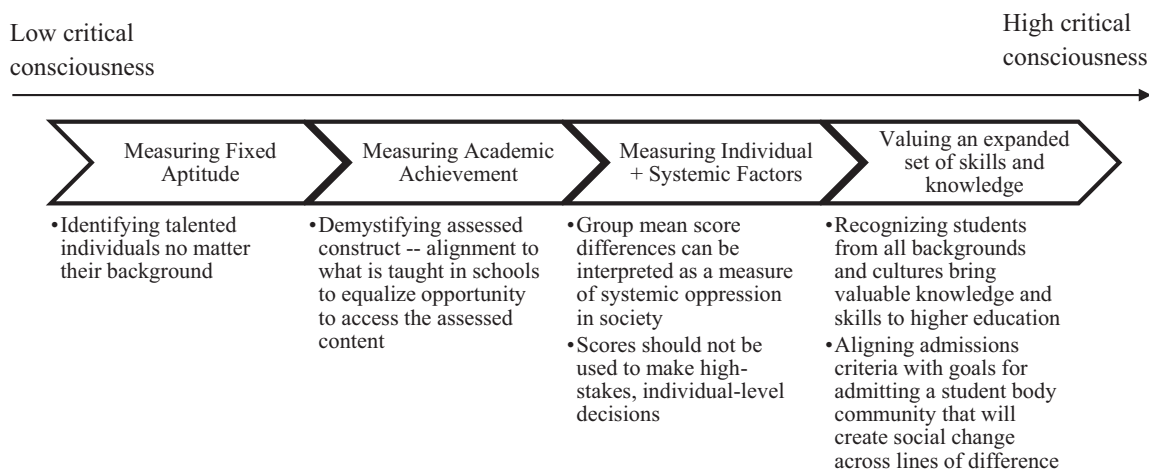 Low critical
consciousness
High critical
consciousness
Measuring Fixed
Aptitude
Measuring Academic
Achievement
Measuring Individual
+ Systemic Factors
Valuing an expanded
set of skills and
knowledge
•Identifying talented
individuals no matter
their background
•Demystifying assessed
construct -- alignment to
what is taught in schools
to equalize opportunity
to access the assessed
content
•Group mean score
differences can be
interpreted as a measure
of systemic oppression
in society
•Scores should not be
used to make high-
stakes, individual-level
decisions
•Recognizing students
from all backgrounds
and cultures bring
valuable knowledge and
skills to higher education
•Aligning admissions
criteria with goals for
admitting a student body
community that will
create social change
across lines of difference